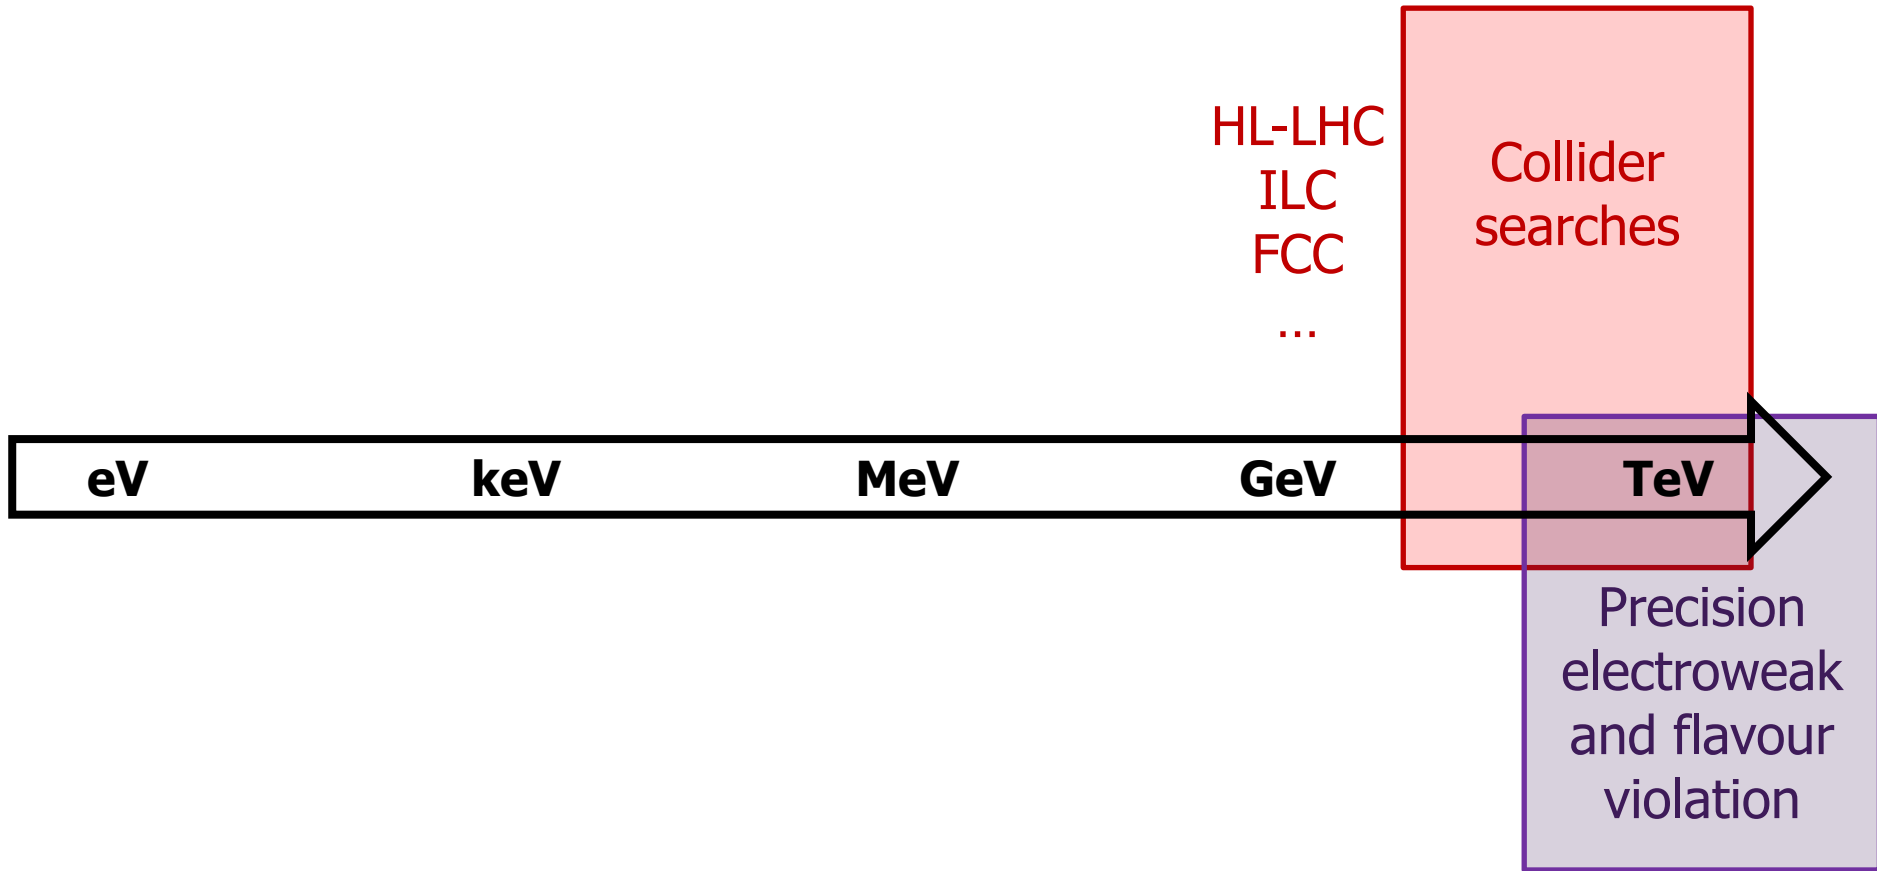 HL-LHC
ILC
FCC
...
Collider
searches
eV keV MeV GeV TeV
Precision
electroweak
and flavour
violation